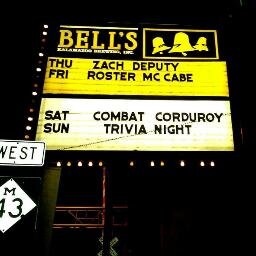 BELL'S
KALAMAZOO BREWING, INC.
THU ZACH DEPUTY
FRI ROSTER MC CABE
SAT COMBAT CORDUROY
SUN TRIVIA NIGHT
WEST
M
43